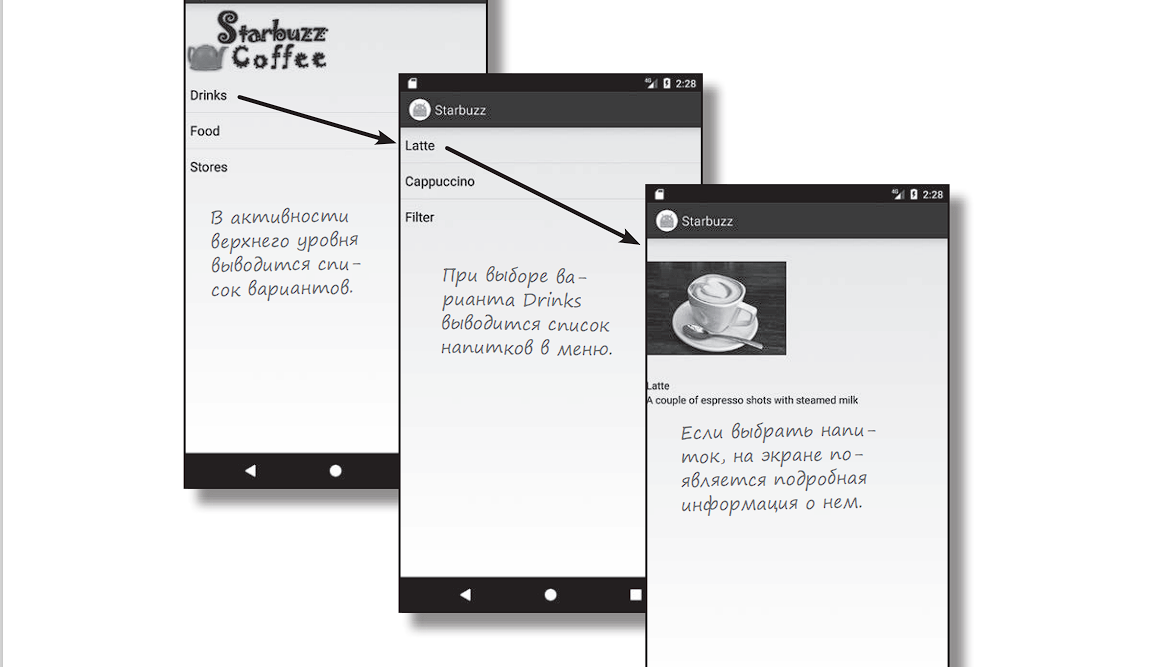 Starbuzz
Coffee
Drinks
Food
Stores
В активности
верхнего уровня
выводится спи-
сок вариантов.
4G 2:28
Starbuzz
Latte
Cappuccino
Filter
При выборе ва-
рианта Drinks
выводится список
напитков в меню.
4G 2:28
Starbuzz
Latte
A couple of espresso shots with steamed milk
Если выбрать напи-
ток, на экране по-
является подробная
информация о нем.